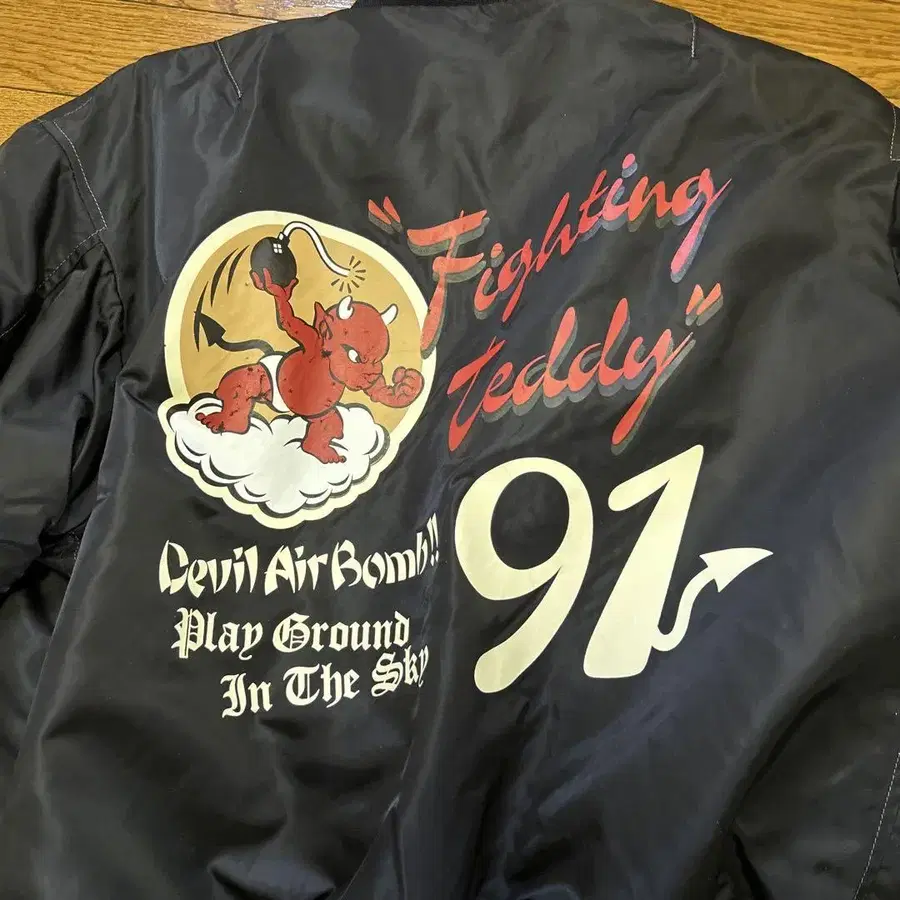 "Fighting
teddy"
91
Devil Air Bomb!!
Play Ground
In The Sky